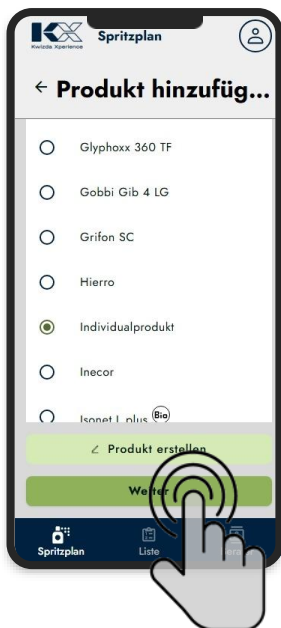 KX
Kwizda Xperience
Spritzplan
← Produkt hinzufüg...
Glyphoxx 360 TF
Gobbi Gib 4 LG
Grifon SC
Hierro
Individualprodukt
Inecor
Isonet L plus Bio
Produkt erstellen
Weiter
Spritzplan
Liste